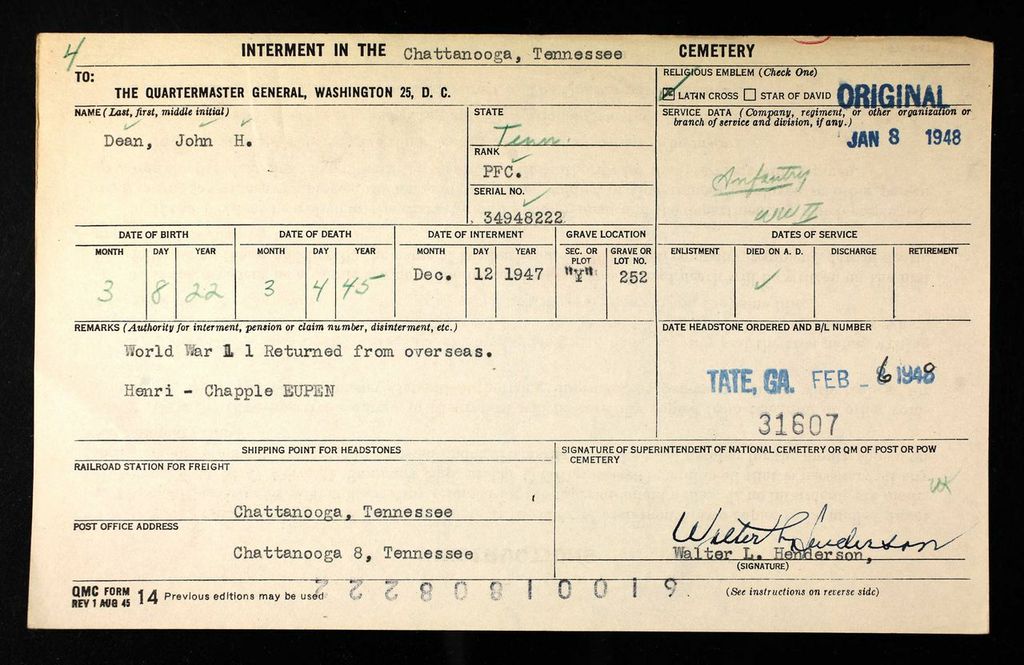 4
INTERMENT IN THE Chattanooga, Tennessee CEMETERY
TO:
THE QUARTERMASTER GENERAL, WASHINGTON 25, D. C.
RELIGIOUS EMBLEM (Check One)
LATIN CROSS STAR OF DAVID
ORIGINAL
NAME (Last, first, middle initial)
Dean, John H.
STATE
Tenn.
RANK
PFC.
SERIAL NO.
34948222
SERVICE DATA (Company, regiment, or other organization or
branch of service and division, if any.)
JAN 8 1948
Infantry
WW II
DATE OF BIRTH DATE OF DEATH DATE OF INTERMENT GRAVE LOCATION DATES OF SERVICE
MONTH DAY YEAR MONTH DAY YEAR MONTH DAY YEAR SEC. OR PLOT GRAVE OR LOT NO. ENLISTMENT DIED ON A. D. DISCHARGE RETIREMENT
3 8 22 3 4 45 Dec. 12 1947 "Y" 252
REMARKS (Authority for interment, pension or claim number, disinterment, etc.)
World War 1 1 Returned from overseas.
Henri - Chapple EUPEN
DATE HEADSTONE ORDERED AND B/L NUMBER
TATE, GA. FEB - 6 1948
31607
SHIPPING POINT FOR HEADSTONES
RAILROAD STATION FOR FREIGHT
Chattanooga, Tennessee
POST OFFICE ADDRESS
Chattanooga 8, Tennessee
SIGNATURE OF SUPERINTENDENT OF NATIONAL CEMETERY OR QM OF POST OR POW
CEMETERY
Walter L. Henderson
Walter L. Henderson,
(SIGNATURE)
QMC FORM
REV 1 AUG 45 14 Previous editions may be used
(See instructions on reverse side)